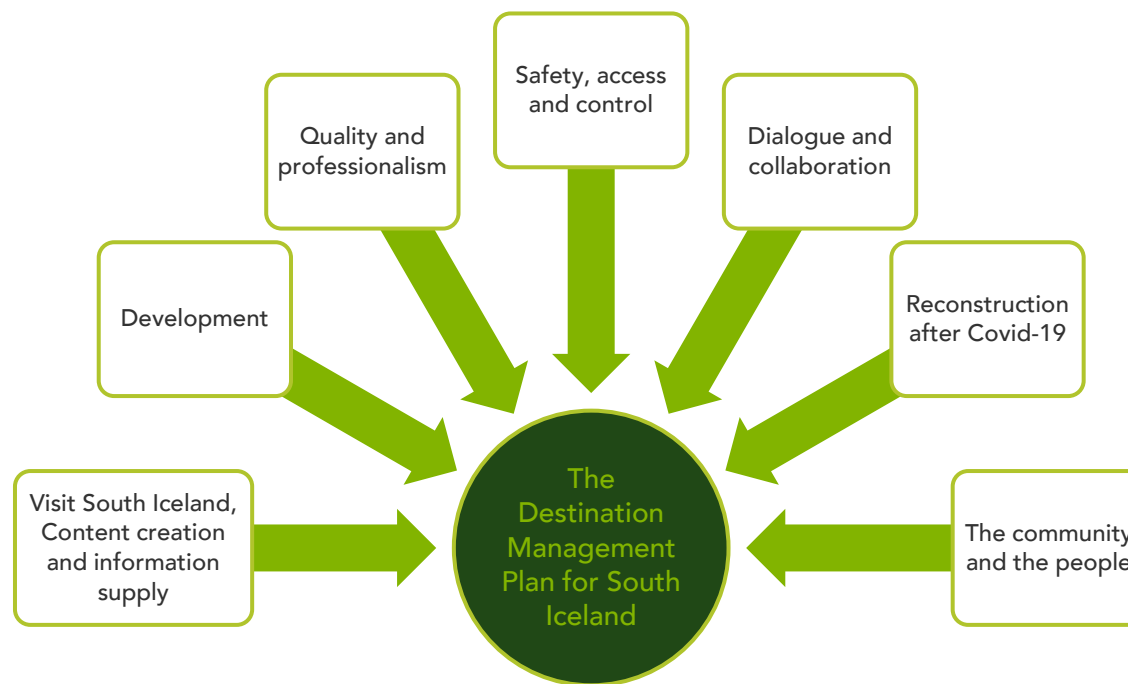 Safety, access
and control
Quality and
professionalism
Dialogue and
collaboration
Development
Reconstruction
after Covid-19
Visit South Iceland,
Content creation
and information
supply
The
Destination
Management
Plan for South
Iceland
The community
and the people